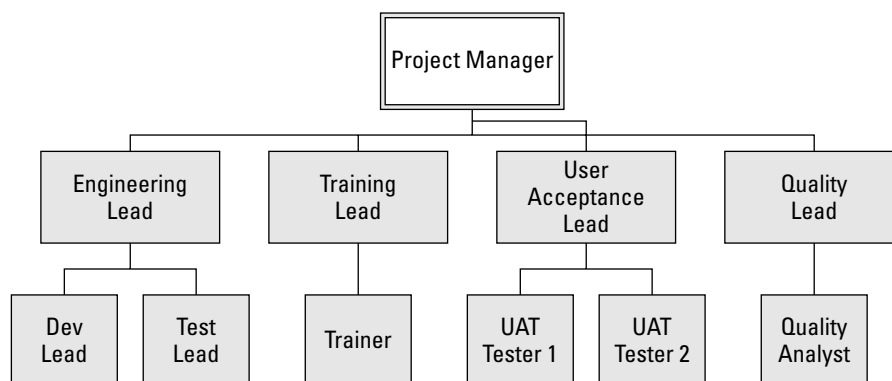 Project Manager
Engineering
Lead
Training
Lead
User
Acceptance
Lead
Quality
Lead
Dev
Lead
Test
Lead
Trainer
UAT
Tester 1
UAT
Tester 2
Quality
Analyst